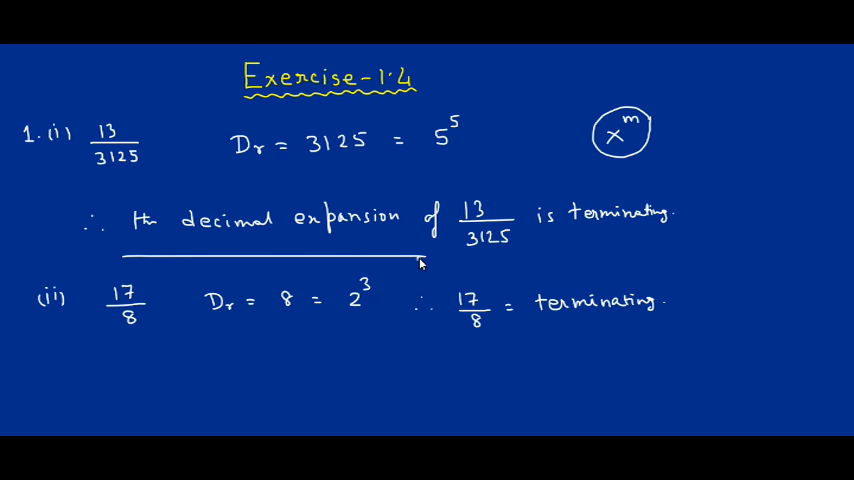 Exercise-1.4
1.(i) 13/3125 Dr = 3125 = 5^5 x^m
∴ the decimal expansion of 13/3125 is terminating.
(ii) 17/8 Dr = 8 = 2^3 ∴ 17/8 = terminating.